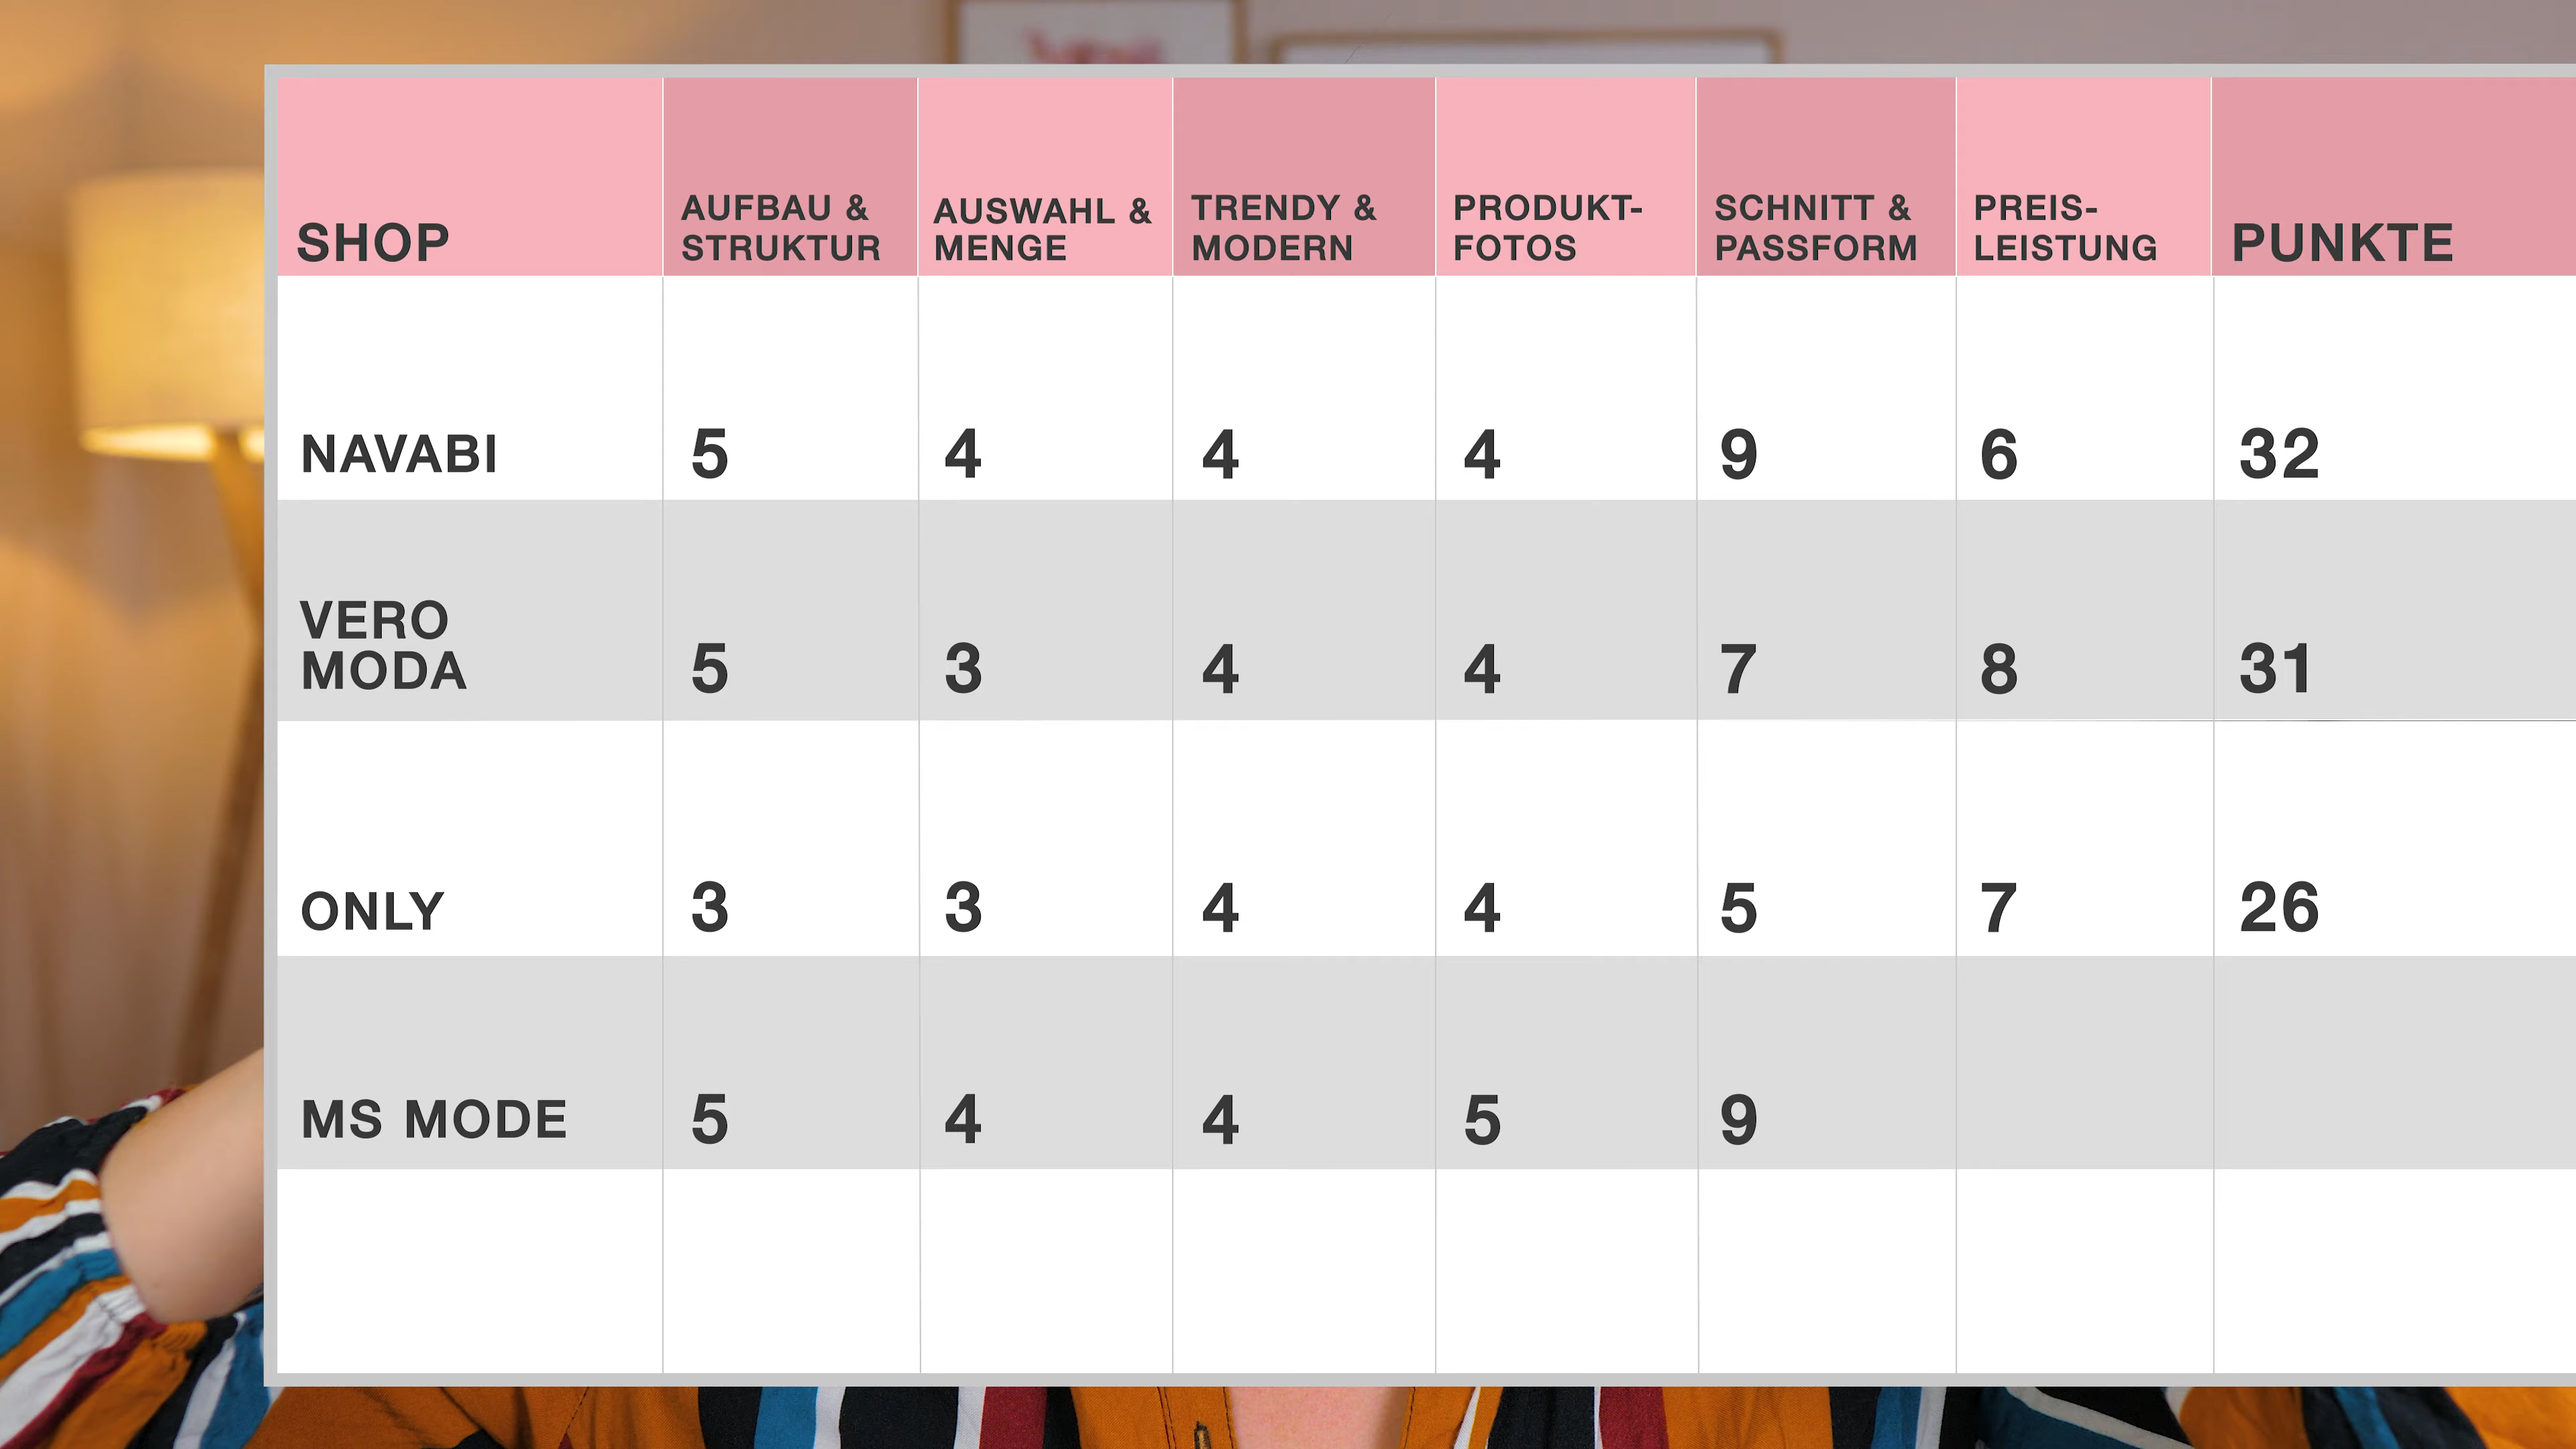 SHOP AUFBAU & STRUKTUR AUSWAHL & MENGE TRENDY & MODERN PRODUKT- FOTOS SCHNITT & PASSFORM PREIS- LEISTUNG PUNKTE
NAVABI 5 4 4 4 9 6 32
VERO MODA 5 3 4 4 7 8 31
ONLY 3 3 4 4 5 7 26
MS MODE 5 4 4 5 9